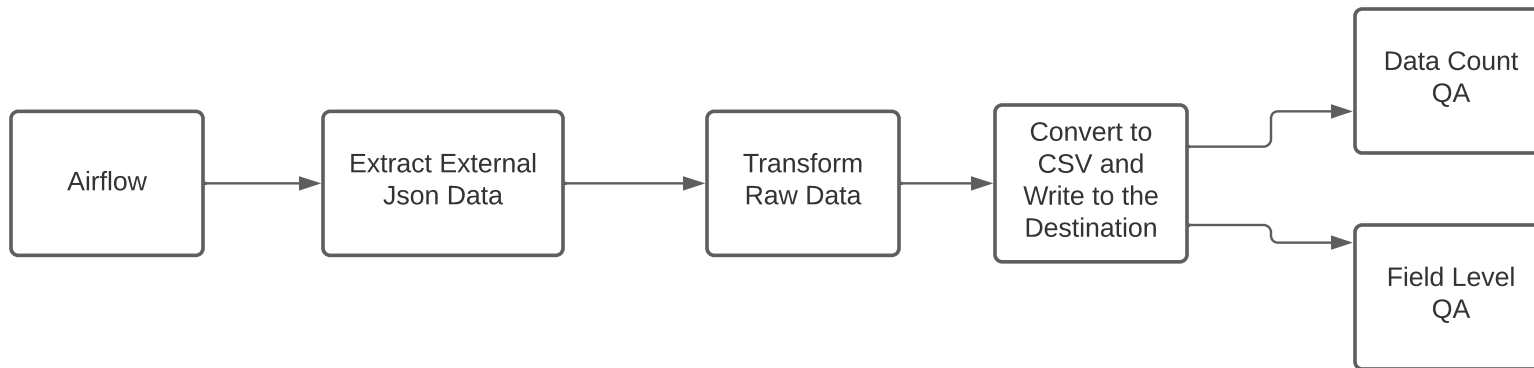 Airflow
Extract External
Json Data
Transform
Raw Data
Convert to
CSV and
Write to the
Destination
Data Count
QA
Field Level
QA